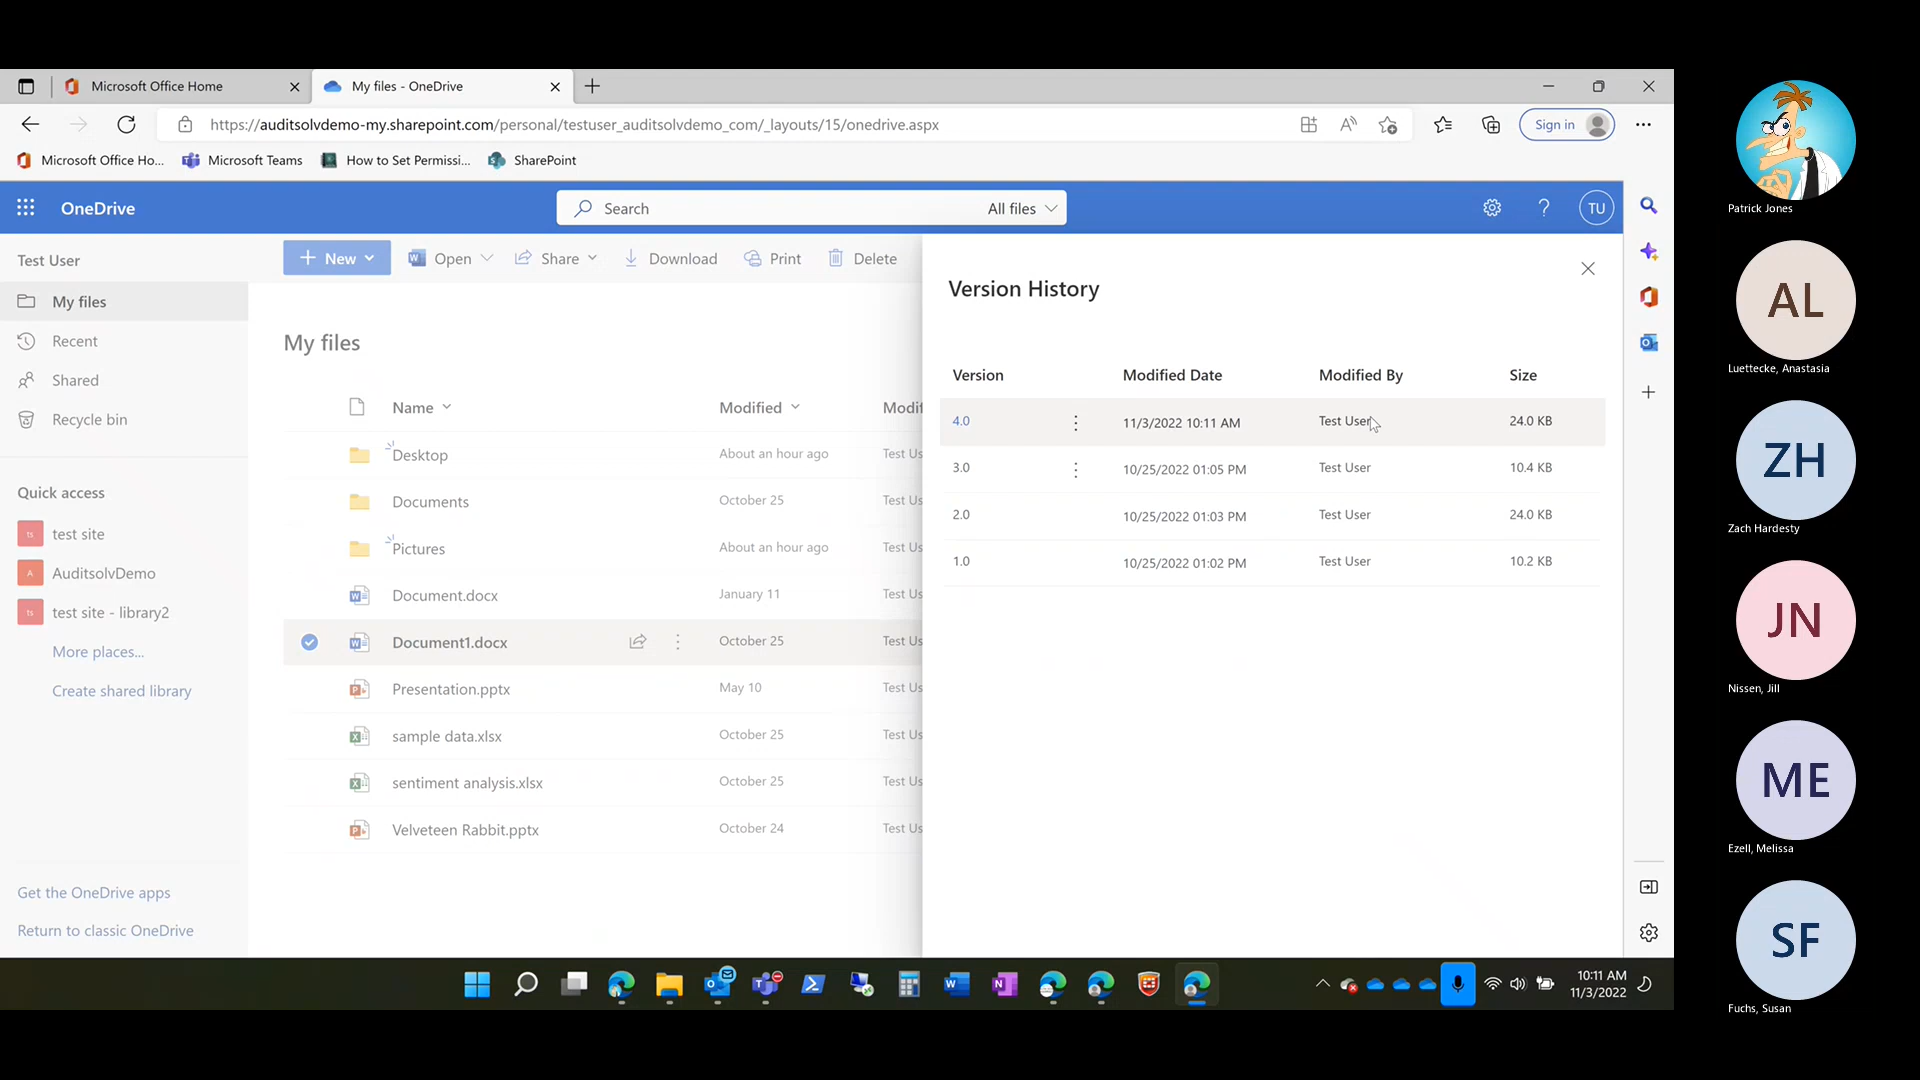 Microsoft Office Home
My files - OneDrive
https://auditsolvdemo-my.sharepoint.com/personal/testuser_auditsolvdemo_com/_layouts/15/onedrive.aspx
Sign in
Microsoft Office Ho...
Microsoft Teams
How to Set Permissi...
SharePoint
OneDrive
Search
All files
TU
Test User
My files
Recent
Shared
Recycle bin
Quick access
ts
test site
A
AuditsolvDemo
ts
test site - library2
More places...
Create shared library
Get the OneDrive apps
Return to classic OneDrive
New
Open
Share
Download
Print
Delete
My files
Name
Modified
Modif
Desktop
About an hour ago
Test Us
Documents
October 25
Test Us
Pictures
About an hour ago
Test Us
Document.docx
January 11
Test Us
Document1.docx
October 25
Test Us
Presentation.pptx
May 10
Test Us
sample data.xlsx
October 25
Test Us
sentiment analysis.xlsx
October 25
Test Us
Velveteen Rabbit.pptx
October 24
Test Us
Version History
Version Modified Date Modified By Size
4.0 11/3/2022 10:11 AM Test User 24.0 KB
3.0 10/25/2022 01:05 PM Test User 10.4 KB
2.0 10/25/2022 01:03 PM Test User 24.0 KB
1.0 10/25/2022 01:02 PM Test User 10.2 KB
10:11 AM
11/3/2022
Patrick Jones
AL
Luettecke, Anastasia
ZH
Zach Hardesty
JN
Nissen, Jill
ME
Ezell, Melissa
SF
Fuchs, Susan